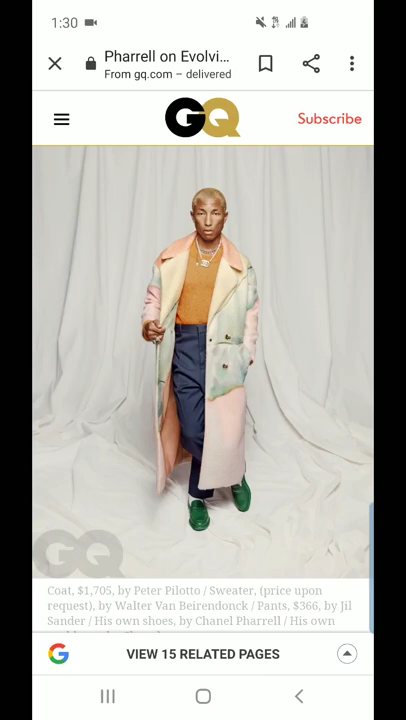 1:30
Pharrell on Evolvi...
From gq.com – delivered
GQ
Subscribe
GQ
Coat, $1,705, by Peter Pilotto / Sweater, (price upon
request), by Walter Van Beirendonck / Pants, $366, by Jil
Sander / His own shoes, by Chanel Pharrell / His own
VIEW 15 RELATED PAGES